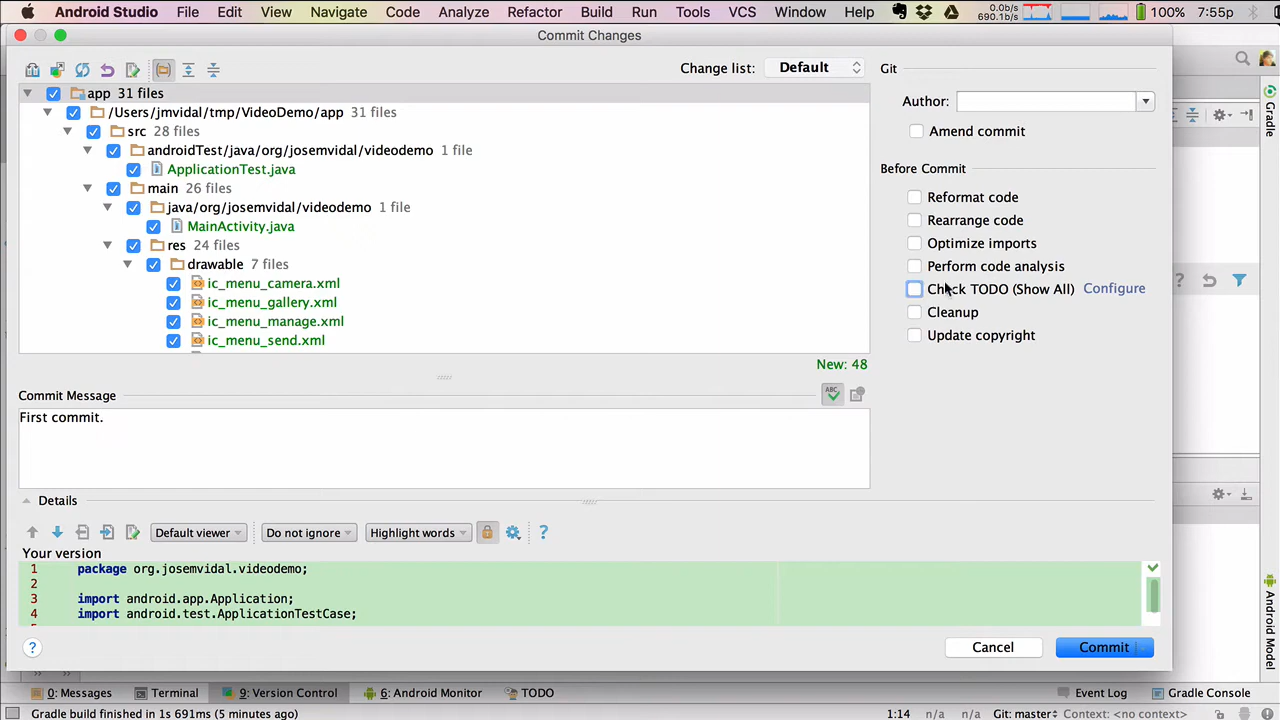 Android Studio File Edit View Navigate Code Analyze Refactor Build Run Tools VCS Window Help 0.0b/s 690.1b/s 100% 7:55p
Commit Changes
Change list: Default
Git
app 31 files
Author:
/Users/jmvidal/tmp/VideoDemo/app 31 files
Amend commit
src 28 files
androidTest/java/org/josemvidal/videodemo 1 file
ApplicationTest.java
Before Commit
main 26 files
Reformat code
java/org/josemvidal/videodemo 1 file
Rearrange code
MainActivity.java
Optimize imports
res 24 files
Perform code analysis
drawable 7 files
Check TODO (Show All) Configure
ic_menu_camera.xml
Cleanup
ic_menu_gallery.xml
Update copyright
ic_menu_manage.xml
ic_menu_send.xml
New: 48
Commit Message
ABC
First commit.
Details
Default viewer Do not ignore Highlight words ?
Your version
1 package org.josemvidal.videodemo;
2
3 import android.app.Application;
4 import android.test.ApplicationTestCase;
? Cancel Commit
Gradle
Android Model
0: Messages Terminal 9: Version Control 6: Android Monitor TODO Event Log Gradle Console
Gradle build finished in 1s 691ms (5 minutes ago) 1:14 n/a n/a Git: master Context: <no context>